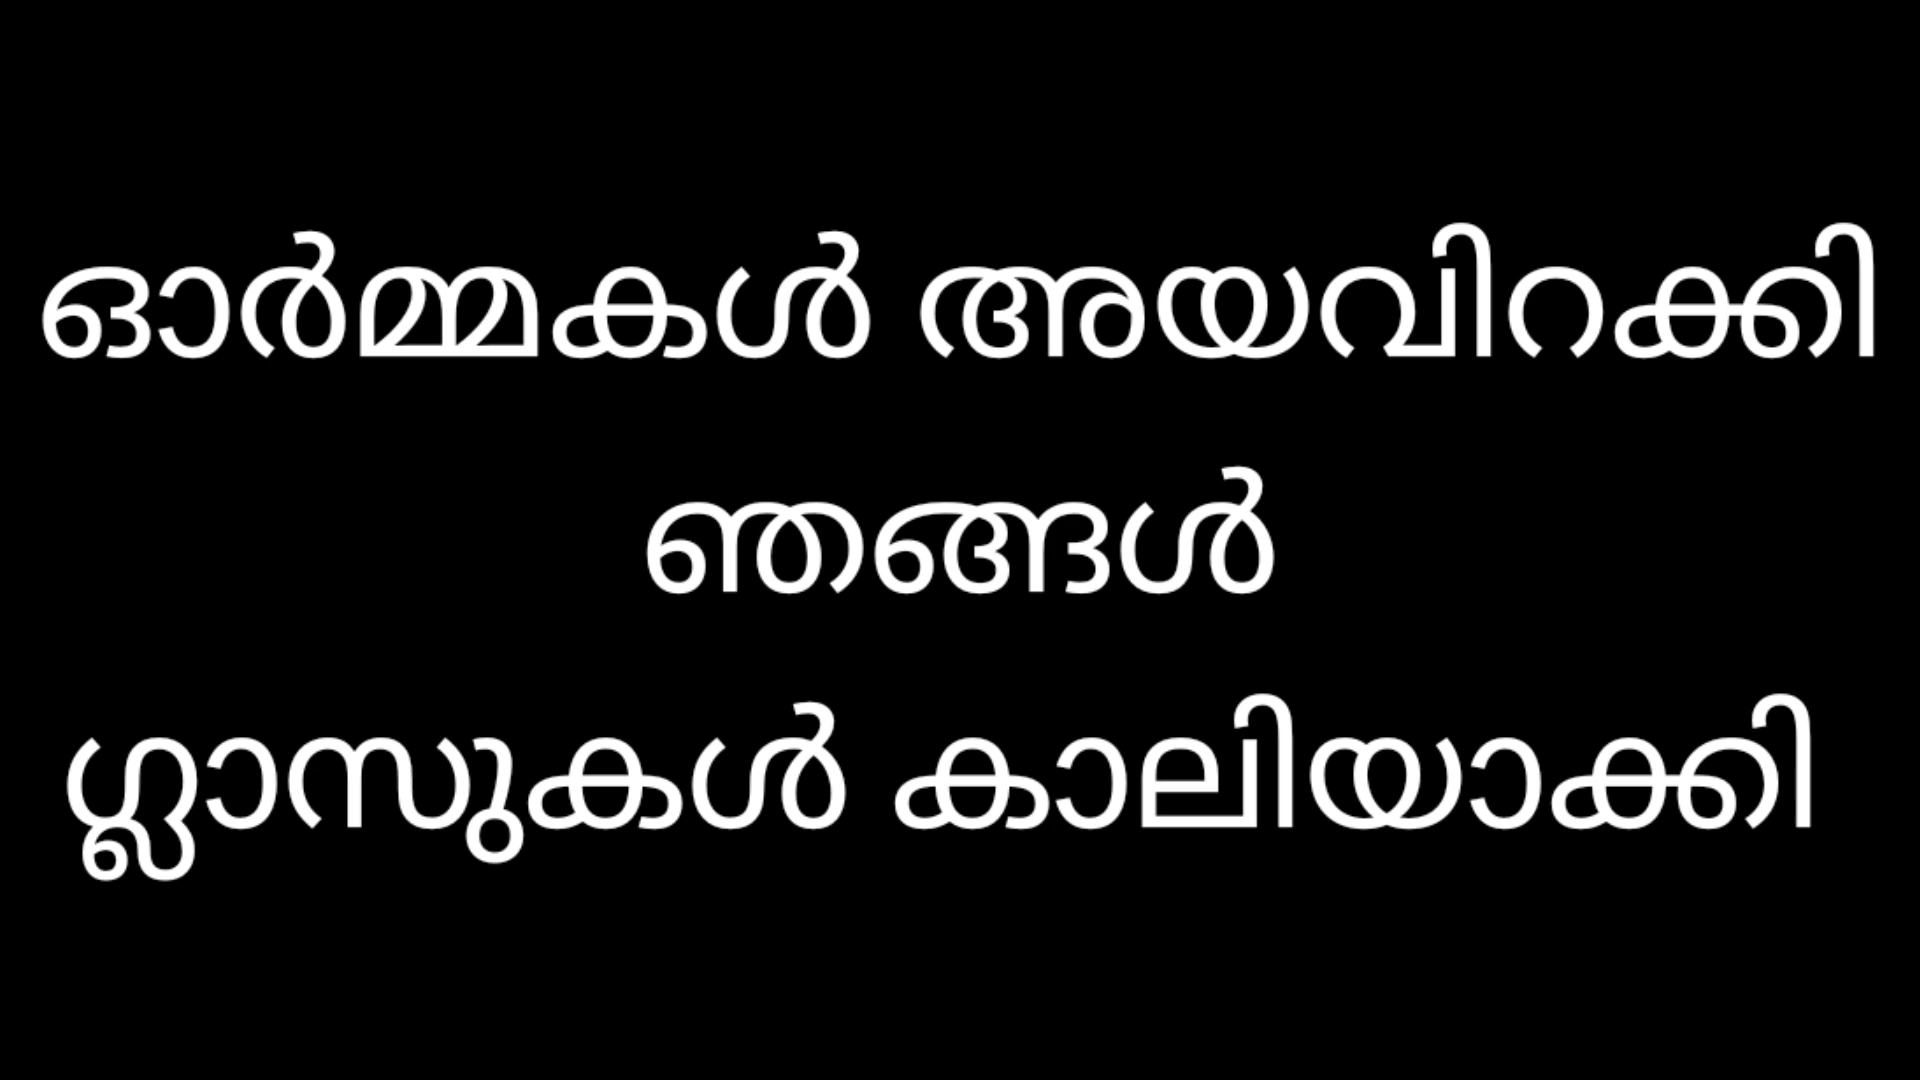 ഓർമ്മകൾ അയവിറക്കി
ഞങ്ങൾ
ഗ്ലാസുകൾ കാലിയാക്കി